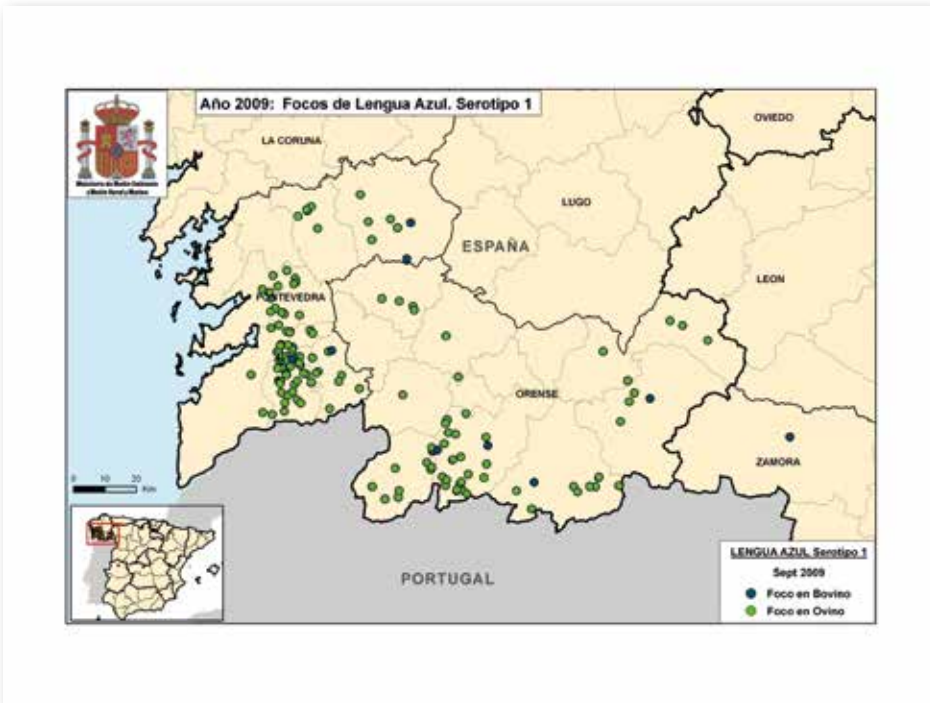 Año 2009: Focos de Lengua Azul. Serotipo 1
OVIEDO
LA CORUNA
LUGO
ESPAÑA
LEON
PONTEVEDRA
ORENSE
ZAMORA
0 10 20
Km
PORTUGAL
LENGUA AZUL Serotipo 1
Sept 2009
Foco en Bovino
Foco en Ovino